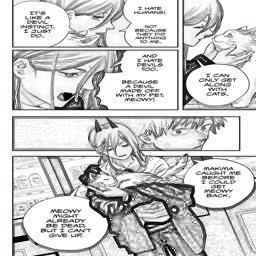 I HATE
HUMANS!
NOT
BECAUSE
THEY DID
ANYTHING
TO ME.
IT'S
LIKE A
DEVIL
INSTINCT.
I JUST
DO.
AND
I HATE
DEVILS
TOO.
BECAUSE
A DEVIL
MADE OFF
WITH MY PET,
MEOWY!
I CAN
ONLY GET
ALONG
WITH
CATS.
MAKIMA
CAUGHT ME
BEFORE I
COULD GET
MEOWY
BACK.
MEOWY
MIGHT
ALREADY
BE DEAD,
BUT I CAN'T
GIVE UP.